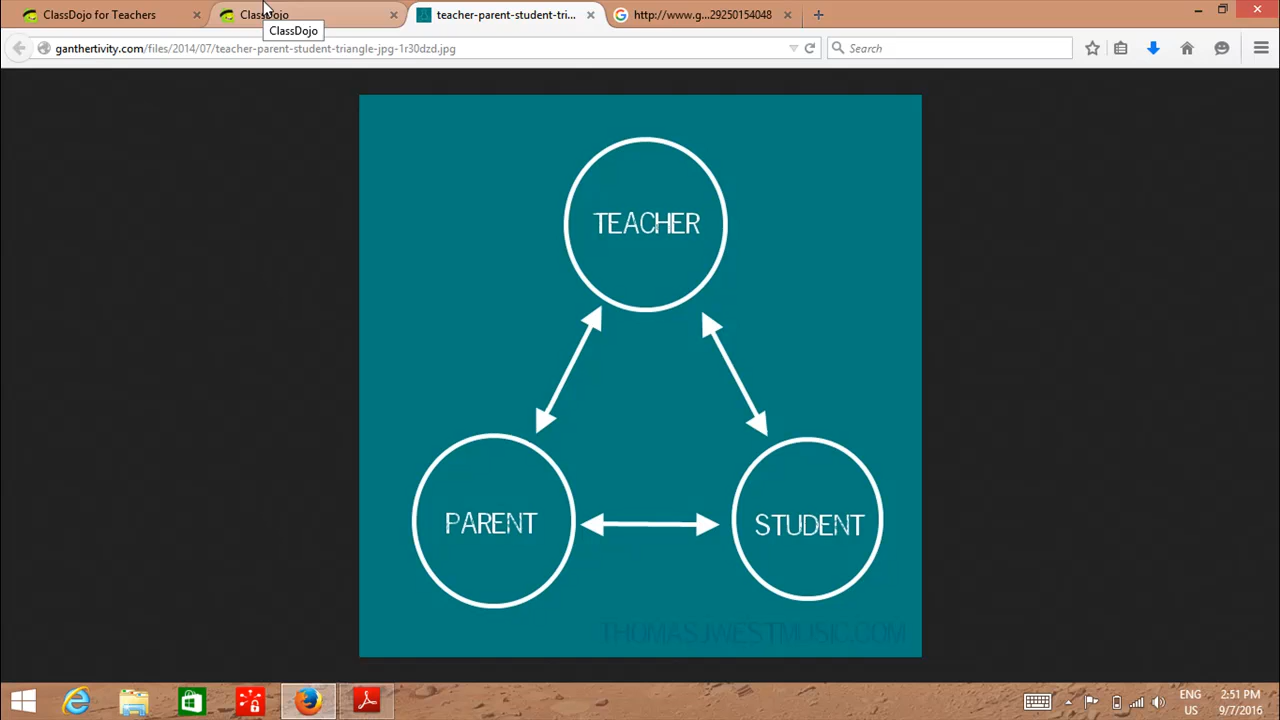 ClassDojo for Teachers
ClassDojo
teacher-parent-student-tri...
http://www.g...29250154048
ClassDojo
ganthertivity.com/files/2014/07/teacher-parent-student-triangle-jpg-1r30dzd.jpg
Search
TEACHER
PARENT
STUDENT
THOMASJWESTMUSIC.COM
ENG
2:51 PM
US
9/7/2016